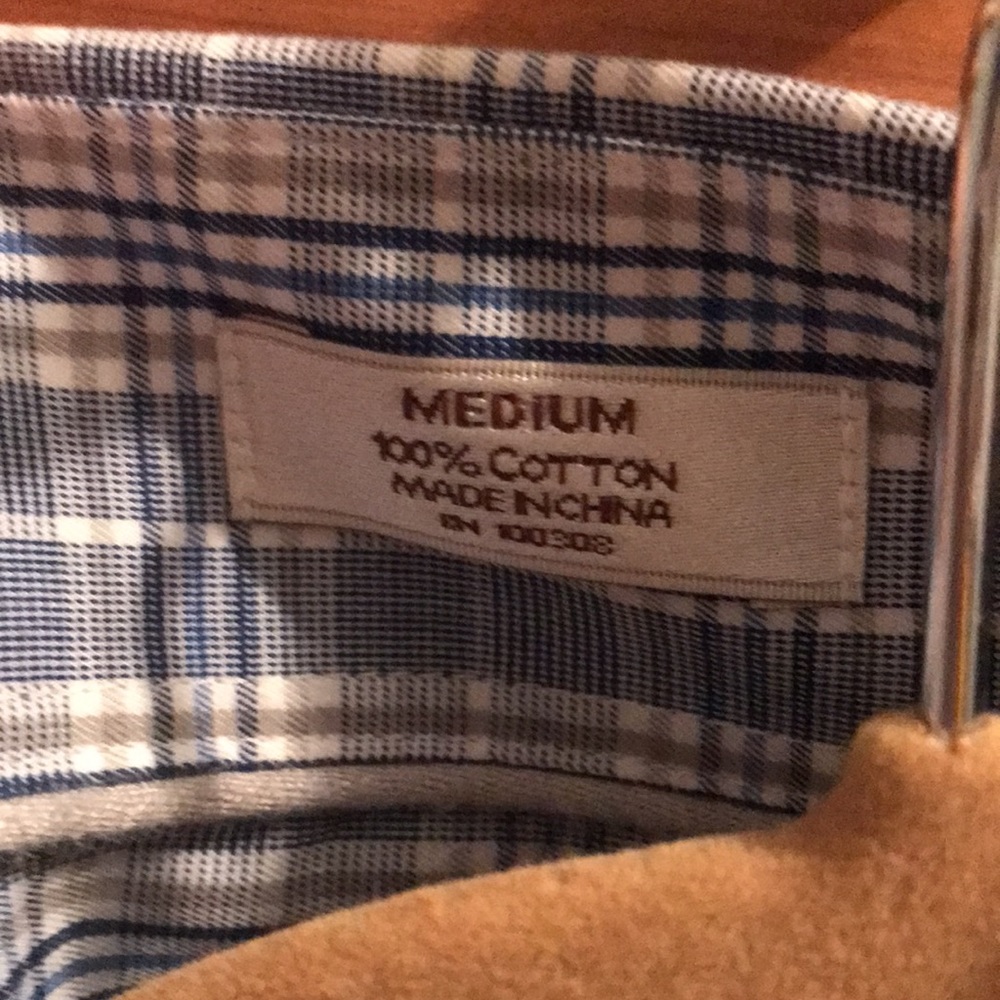 MEDIUM
100% COTTON
MADE IN CHINA
RN 100308